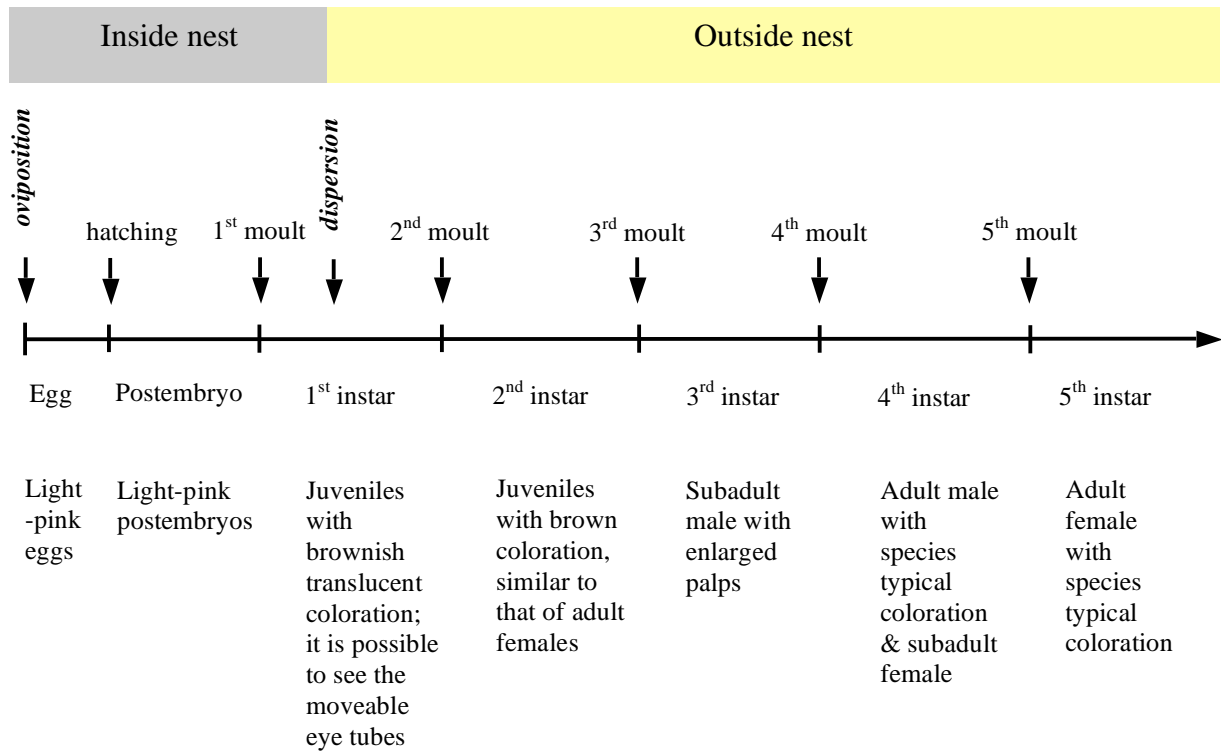 Inside nest
Outside nest
oviposition
dispersion
hatching
1st moult
2nd moult
3rd moult
4th moult
5th moult
Egg
Postembryo
1st instar
2nd instar
3rd instar
4th instar
5th instar
Light
-pink
eggs
Light-pink
postembryos
Juveniles
with
brownish
translucent
coloration;
it is possible
to see the
moveable
eye tubes
Juveniles
with brown
coloration,
similar to
that of adult
females
Subadult
male with
enlarged
palps
Adult male
with
species
typical
coloration
& subadult
female
Adult
female
with
species
typical
coloration